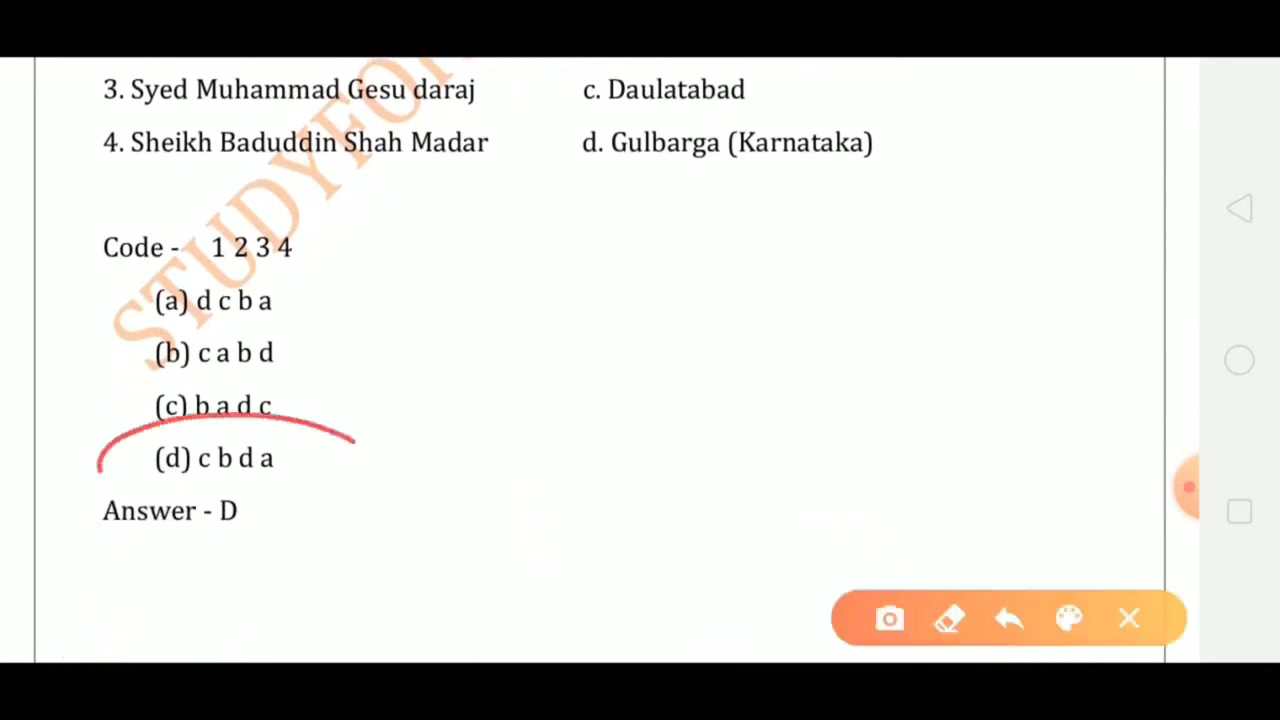 3. Syed Muhammad Gesu daraj c. Daulatabad
4. Sheikh Baduddin Shah Madar d. Gulbarga (Karnataka)
Code - 1 2 3 4
(a) d c b a
(b) c a b d
(c) b a d c
(d) c b d a
Answer - D
STUDYFOR